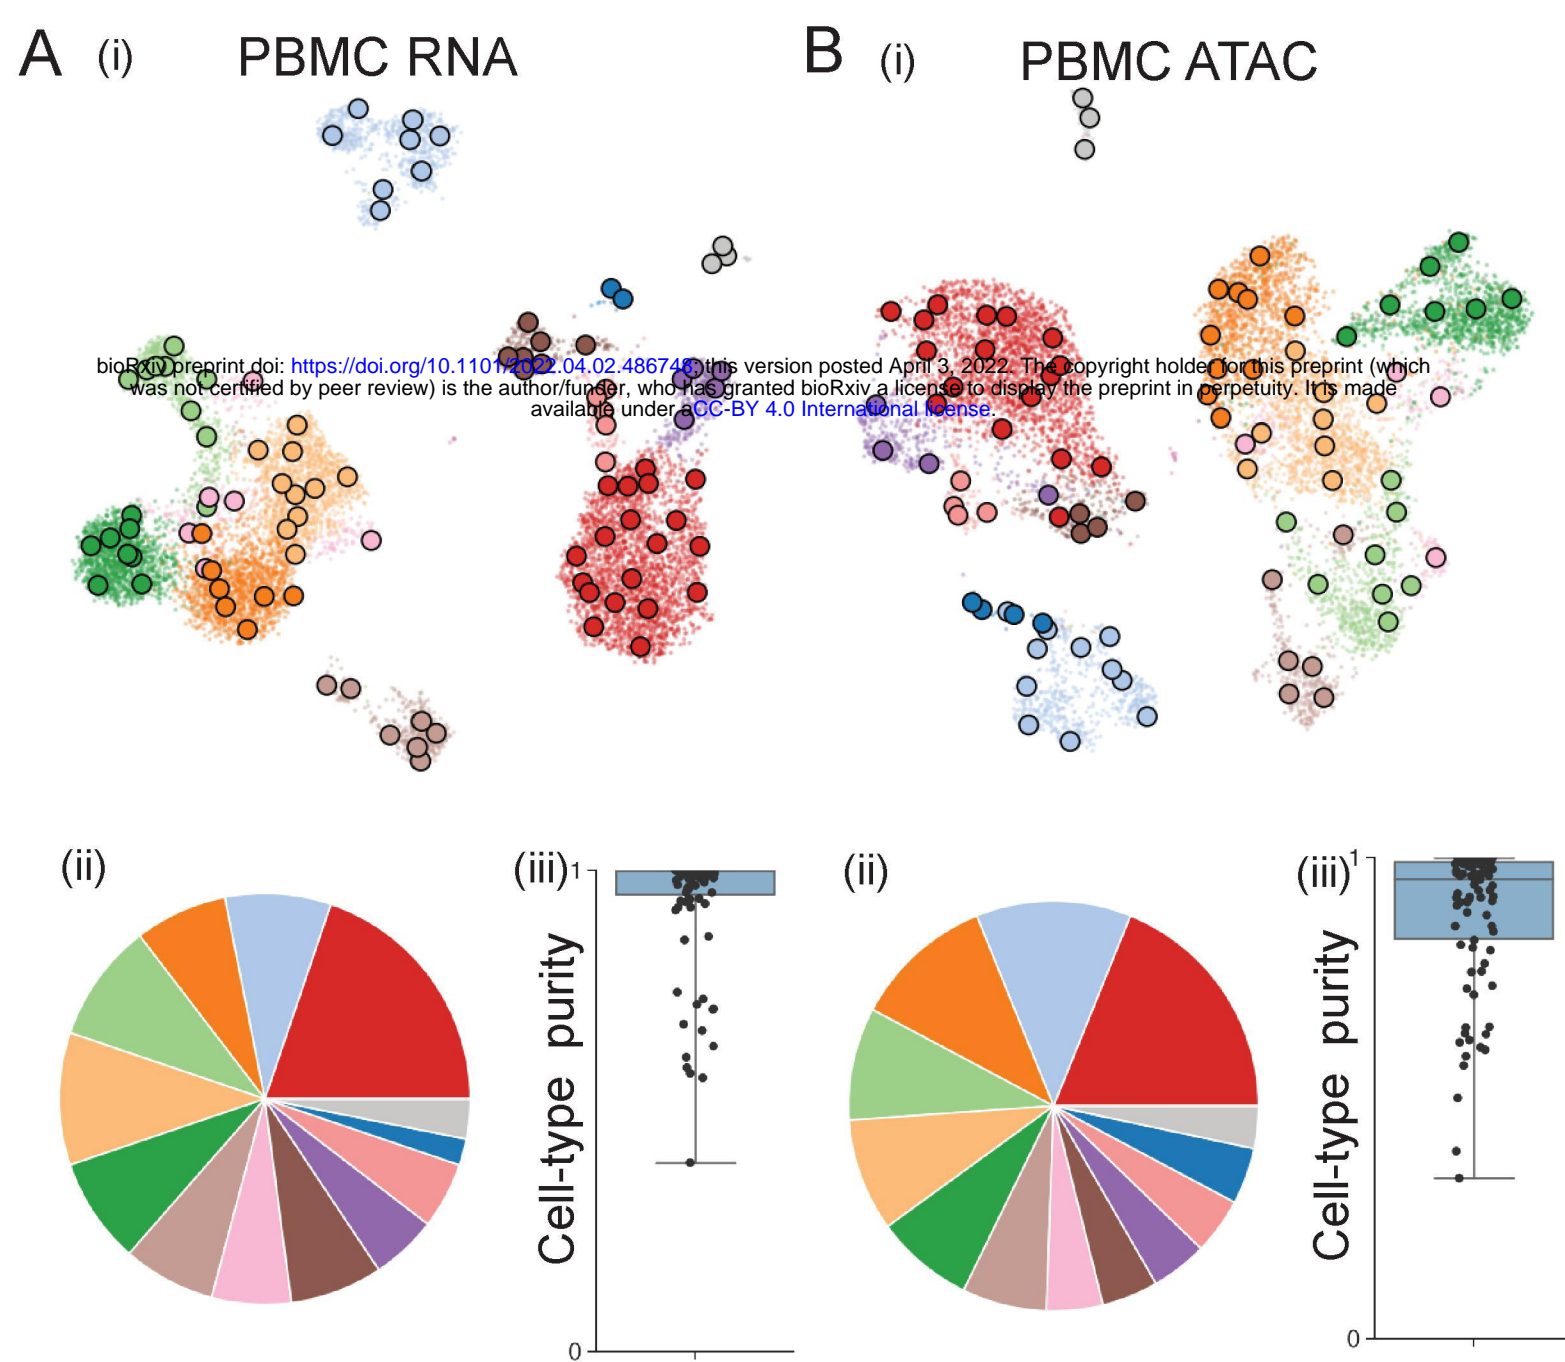 A (i) PBMC RNA
B (i) PBMC ATAC
bioRxiv preprint doi: https://doi.org/10.1101/2022.04.02.486748; this version posted April 3, 2022. The copyright holder for this preprint (which
was not certified by peer review) is the author/funder, who has granted bioRxiv a license to display the preprint in perpetuity. It is made
available under aCC-BY 4.0 International license.
(ii)
(iii)
1
Cell-type purity
0
(ii)
(iii)
1
Cell-type purity
0